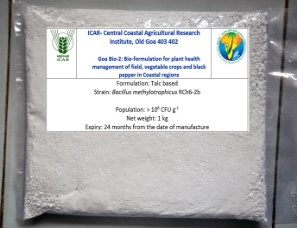 ICAR- Central Coastal Agricultural Research
Institute, Old Goa 403 402
Goa Bio-2: Bio-formulation for plant health
management of field, vegetable crops and black
pepper in Coastal regions
Formulation: Talc based
Strain: Bacillus methylotrophicus RCh6-2b
Population: > 10⁸ CFU g⁻¹
Net weight: 1 kg
Expiry: 24 months from the date of manufacture
ICAR